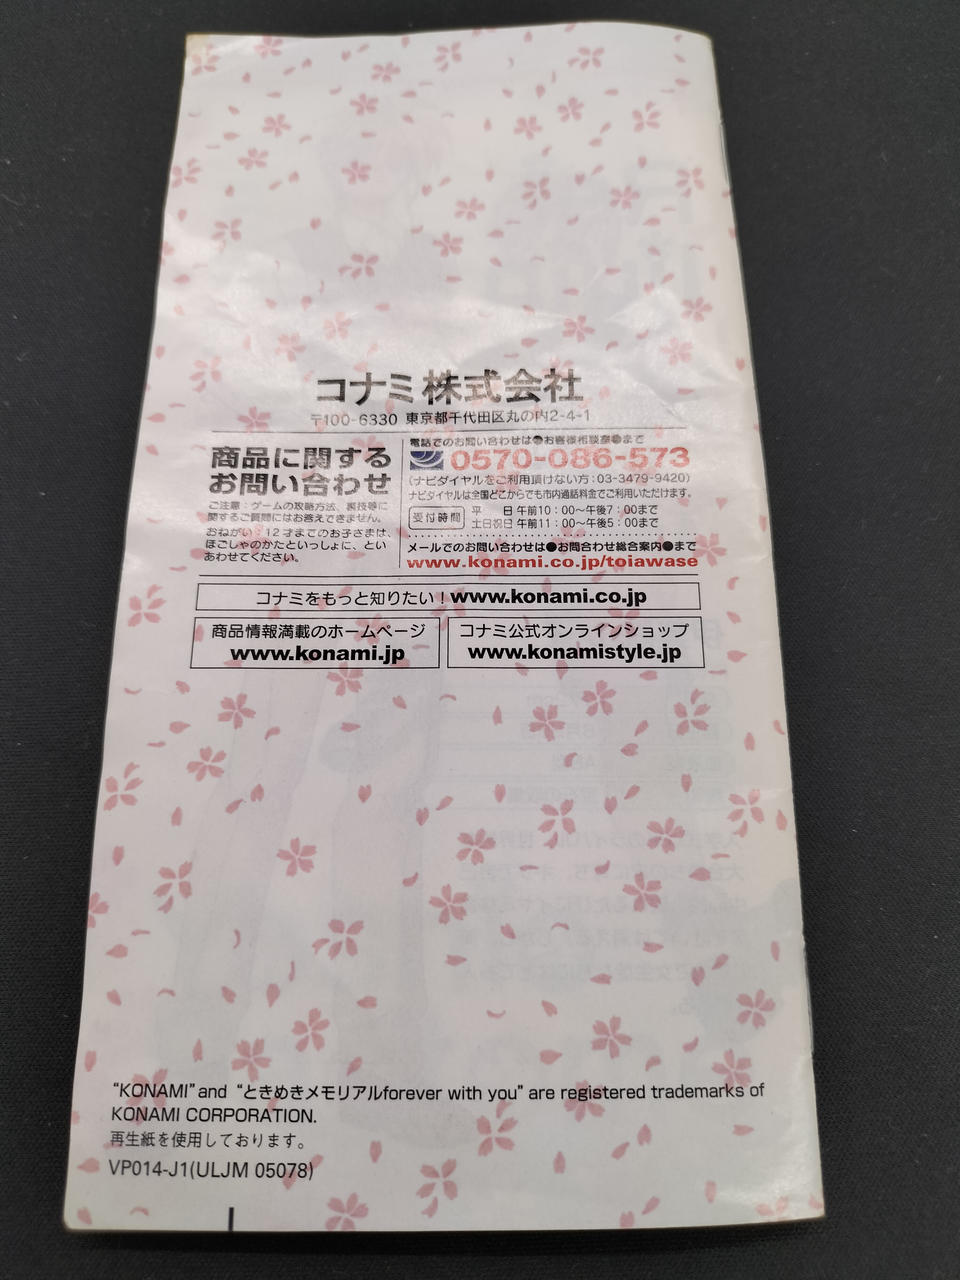 コナミ株式会社
〒100-6330 東京都千代田区丸の内2-4-1
商品に関する
お問い合わせ
ご注意：ゲームの攻略方法、裏技等に
関するご質問にはお答えできません。
おねがい：12才までのお子さまは、
ほごしゃのかたといっしょに、とい
あわせてください。
電話でのお問い合わせは●お客様相談室●まで
0570-086-573
(ナビダイヤルをご利用頂けない方：03-3479-9420)
ナビダイヤルは全国どこからでも市内通話料金でご利用いただけます。
受付時間
平 日 午前10：00〜午後7：00まで
土日祝日 午前11：00〜午後5：00まで
メールでのお問い合わせは●お問合わせ総合案内●まで
www.konami.co.jp/toiawase
コナミをもっと知りたい！www.konami.co.jp
商品情報満載のホームページ
www.konami.jp
コナミ公式オンラインショップ
www.konamistyle.jp
"KONAMI" and "ときめきメモリアルforever with you" are registered trademarks of
KONAMI CORPORATION.
再生紙を使用しております。
VP014-J1(ULJM 05078)